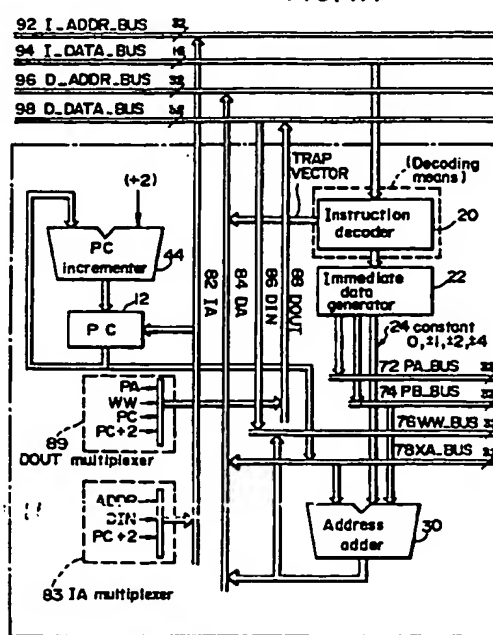 92 I_ADDR_BUS 32
94 I_DATA_BUS 16
96 D_ADDR_BUS 32
98 D_DATA_BUS
TRAP VECTOR
(Decoding means)
Instruction decoder
20
(+2)
PC incrementer
44
82 IA
84 DA
86 DIN
88 DOUT
Immediate data generator
22
12
PC
24 constant
0,±1,±2,±4
72 PA_BUS
74 PB_BUS
76 WW_BUS
78 XA_BUS
PA
WW
PC
PC+2
89
DOUT multiplexer
ADDR
DIN
PC+2
83 IA multiplexer
Address adder
30